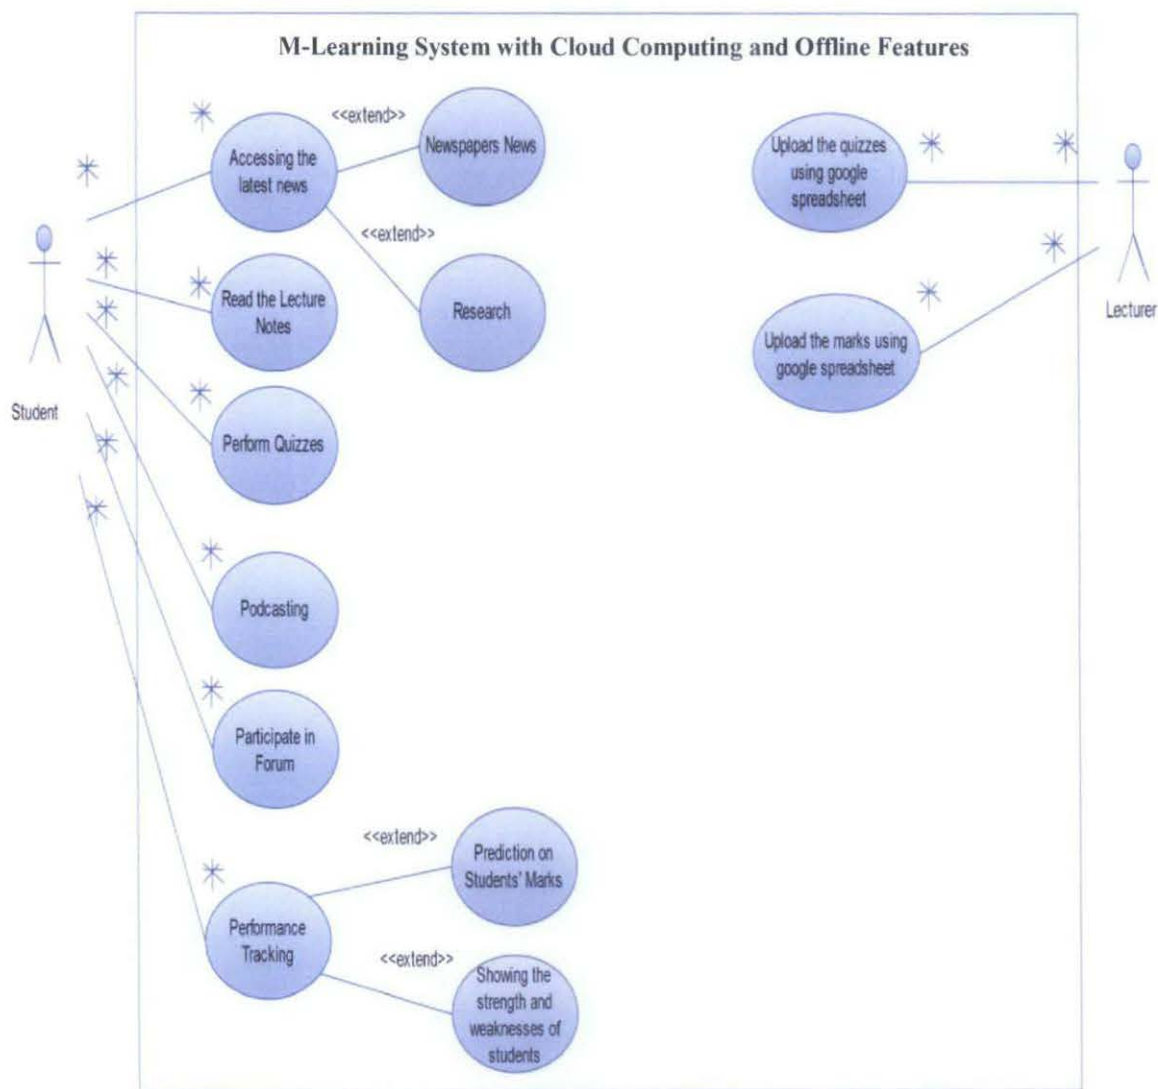 M-Learning System with Cloud Computing and Offline Features
<<extend>>
Newspapers News
Accessing the
latest news
<<extend>>
Research
Read the Lecture
Notes
Student
Perform Quizzes
Podcasting
Participate in
Forum
<<extend>>
Prediction on
Students' Marks
Performance
Tracking
<<extend>>
Showing the
strength and
weaknesses of
students
Upload the quizzes
using google
spreadsheet
Lecturer
Upload the marks using
google spreadsheet